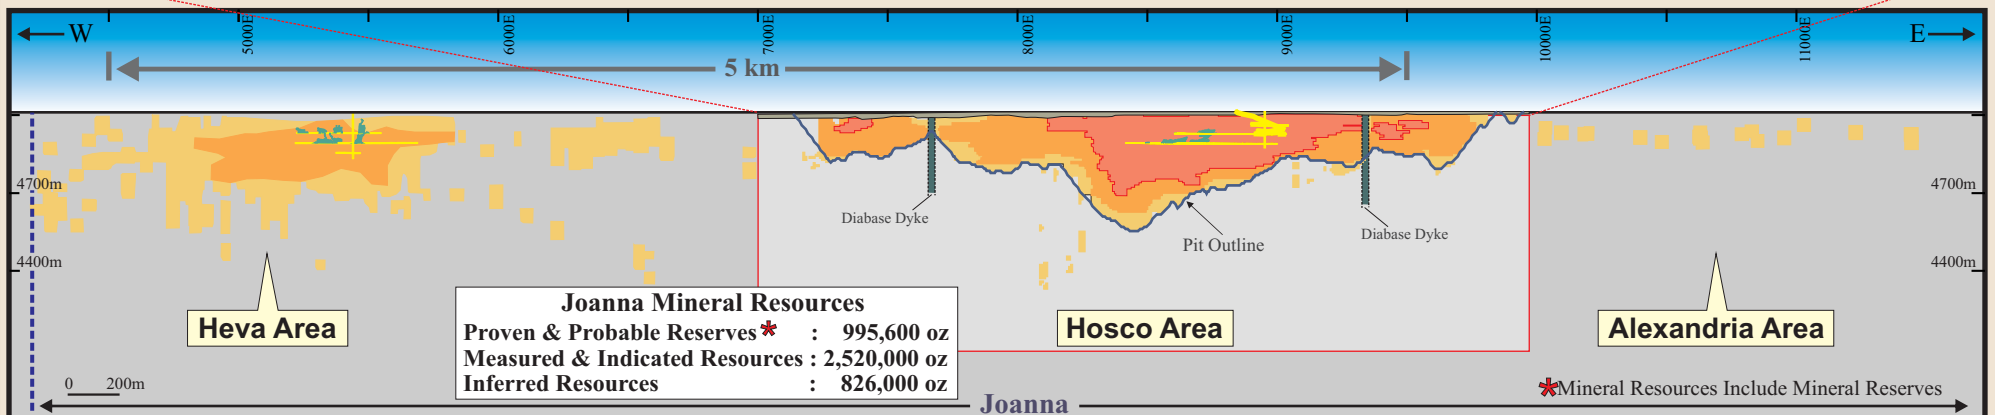 W
5000E
6000E
7000E
8000E
9000E
10000E
11000E
E
5 km
4700m
4700m
Diabase Dyke
Diabase Dyke
Pit Outline
4400m
4400m
Heva Area
Hosco Area
Alexandria Area
Joanna Mineral Resources
Proven & Probable Reserves* : 995,600 oz
Measured & Indicated Resources : 2,520,000 oz
Inferred Resources : 826,000 oz
0 200m
*Mineral Resources Include Mineral Reserves
Joanna